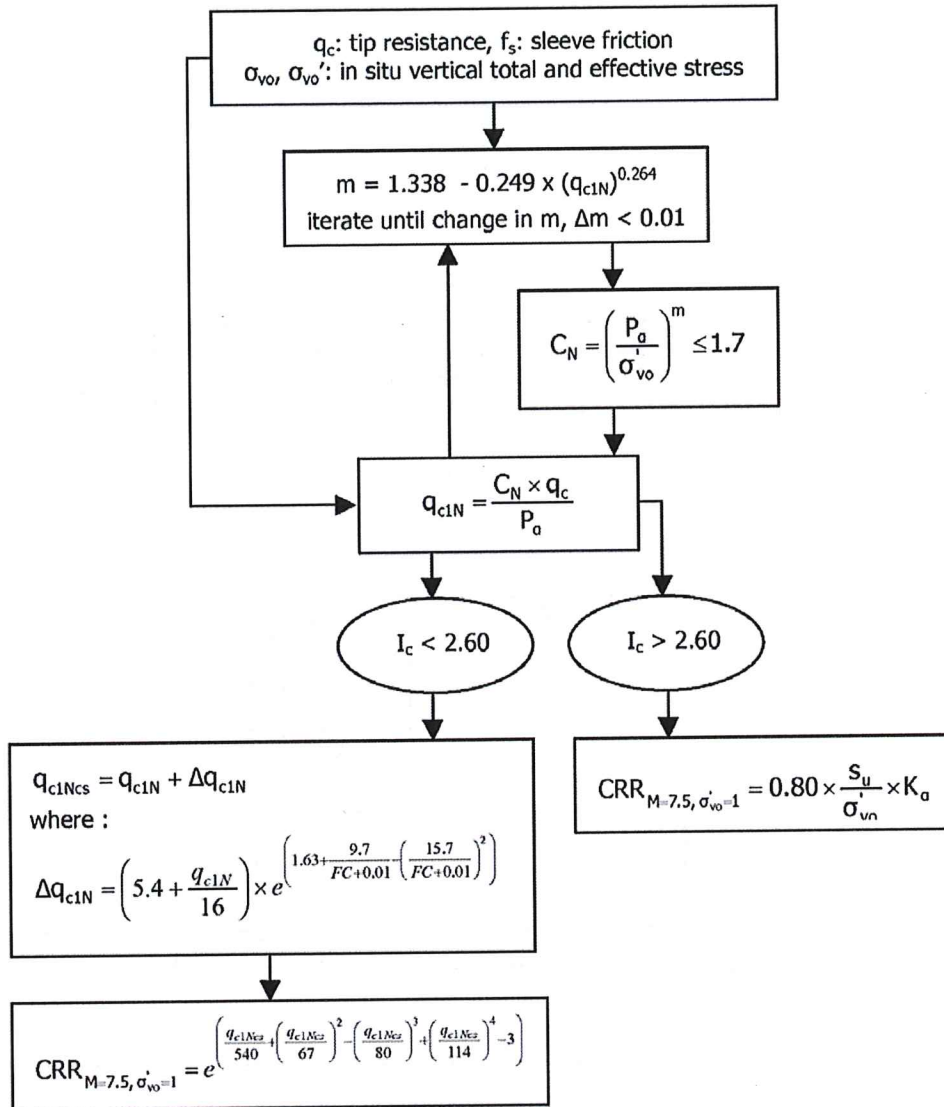 q_c: tip resistance, f_s: sleeve friction
σ_vo, σ_vo′: in situ vertical total and effective stress
m = 1.338 - 0.249 x (q_c1N)^0.264
iterate until change in m, Δm < 0.01
C_N = (P_a / σ'_vo)^m ≤ 1.7
q_c1N = (C_N × q_c) / P_a
I_c < 2.60
I_c > 2.60
q_c1Ncs = q_c1N + Δq_c1N
where :
Δq_c1N = (5.4 + q_c1N / 16) × e^(1.63 + 9.7 / (FC+0.01) - (15.7 / (FC+0.01))^2)
CRR_M=7.5, σ'_vo=1 = 0.80 × s_u / σ'_vo × K_α
CRR_M=7.5, σ'_vo=1 = e^(q_c1Ncs / 540 + (q_c1Ncs / 67)^2 - (q_c1Ncs / 80)^3 + (q_c1Ncs / 114)^4 - 3)